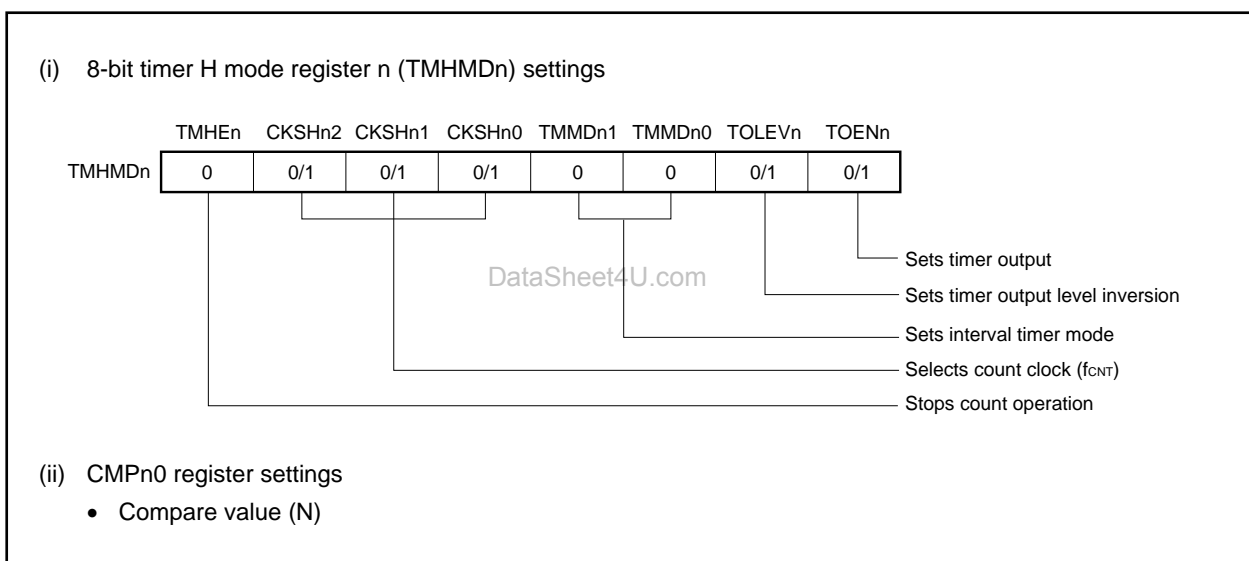 (i) 8-bit timer H mode register n (TMHMDn) settings
TMHEn CKSHn2 CKSHn1 CKSHn0 TMMDn1 TMMDn0 TOLEVn TOENn
TMHMDn 0 0/1 0/1 0/1 0 0 0/1 0/1
Sets timer output
DataSheet4U.com
Sets timer output level inversion
Sets interval timer mode
Selects count clock (fCNT)
Stops count operation
(ii) CMPn0 register settings
• Compare value (N)